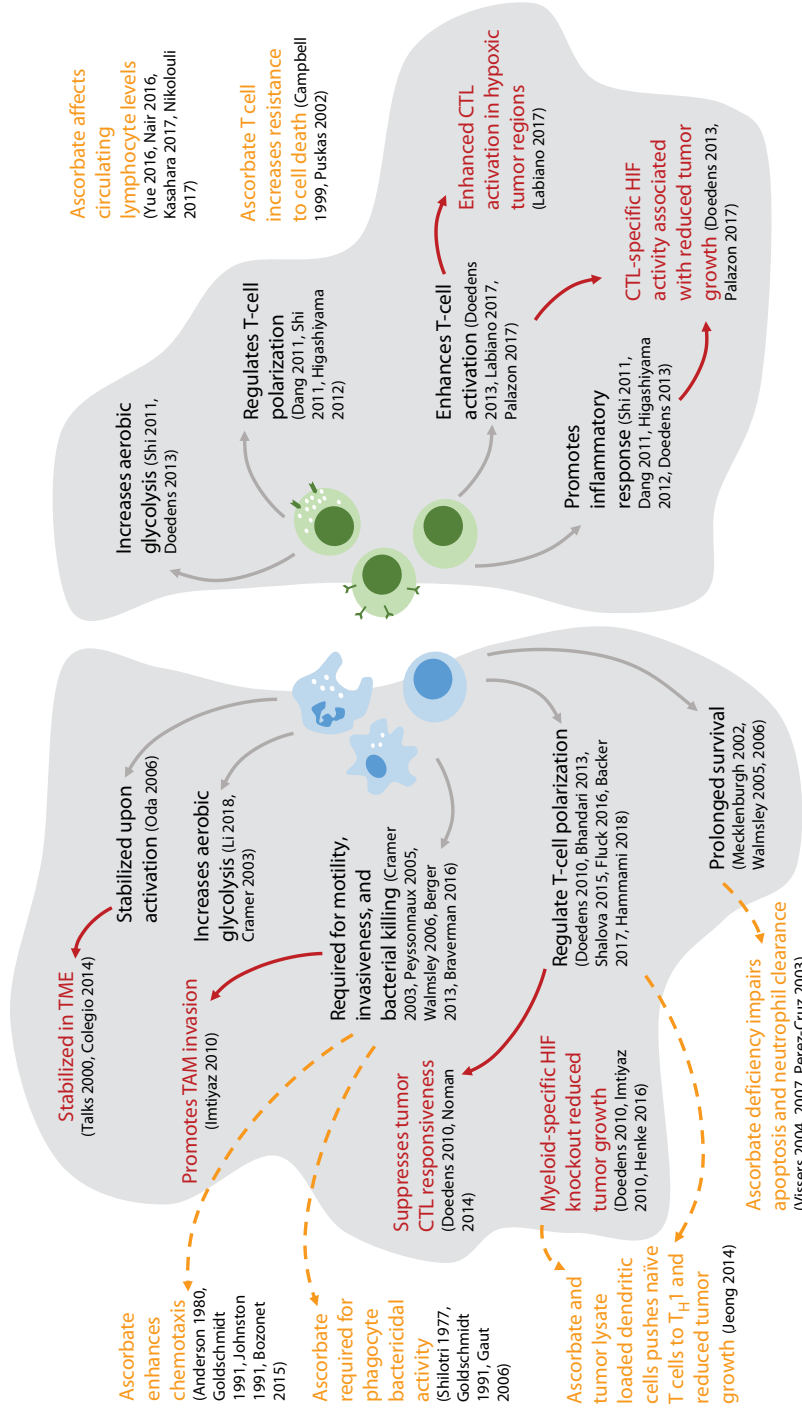 Stabilized in TME
(Talks 2000, Colegio 2014)
Stabilized upon
activation (Oda 2006)
Promotes TAM invasion
(Imtiyaz 2010)
Increases aerobic
glycolysis (Li 2018,
Cramer 2003)
Ascorbate
enhances
chemotaxis
(Anderson 1980,
Goldschmidt
1991, Johnston
1991, Bozonet
2015)
Required for motility,
invasiveness, and
bacterial killing (Cramer
2003, Peyssonnaux 2005,
Walmsley 2006, Berger
2013, Braverman 2016)
Ascorbate
required for
phagocyte
bactericidal
activity
(Shilotri 1977,
Goldschmidt
1991, Gaut
2006)
Suppresses tumor
CTL responsiveness
(Doedens 2010, Noman
2014)
Regulate T-cell polarization
(Doedens 2010, Bhandari 2013,
Shalova 2015, Fluck 2016, Backer
2017, Hammami 2018)
Myeloid-specific HIF
knockout reduced
tumor growth
(Doedens 2010, Imtiyaz
2010, Henke 2016)
Ascorbate and
tumor lysate
loaded dendritic
cells pushes naïve
T cells to TH1 and
reduced tumor
growth (Jeong 2014)
Prolonged survival
(Mecklenburgh 2002,
Walmsley 2005, 2006)
Ascorbate deficiency impairs
apoptosis and neutrophil clearance
(Vissers 2004, 2007, Perez-Cruz 2003)
Increases aerobic
glycolysis (Shi 2011,
Doedens 2013)
Regulates T-cell
polarization
(Dang 2011, Shi
2011, Higashiyama
2012)
Enhances T-cell
activation (Doedens
2013, Labiano 2017,
Palazon 2017)
Promotes
inflammatory
response (Shi 2011,
Dang 2011, Higashiyama
2012, Doedens 2013)
Ascorbate affects
circulating
lymphocyte levels
(Yue 2016, Nair 2016,
Kasahara 2017, Nikolouli
2017)
Ascorbate T cell
increases resistance
to cell death (Campbell
1999, Puskas 2002)
Enhanced CTL
activation in hypoxic
tumor regions
(Labiano 2017)
CTL-specific HIF
activity associated
with reduced tumor
growth (Doedens 2013,
Palazon 2017)